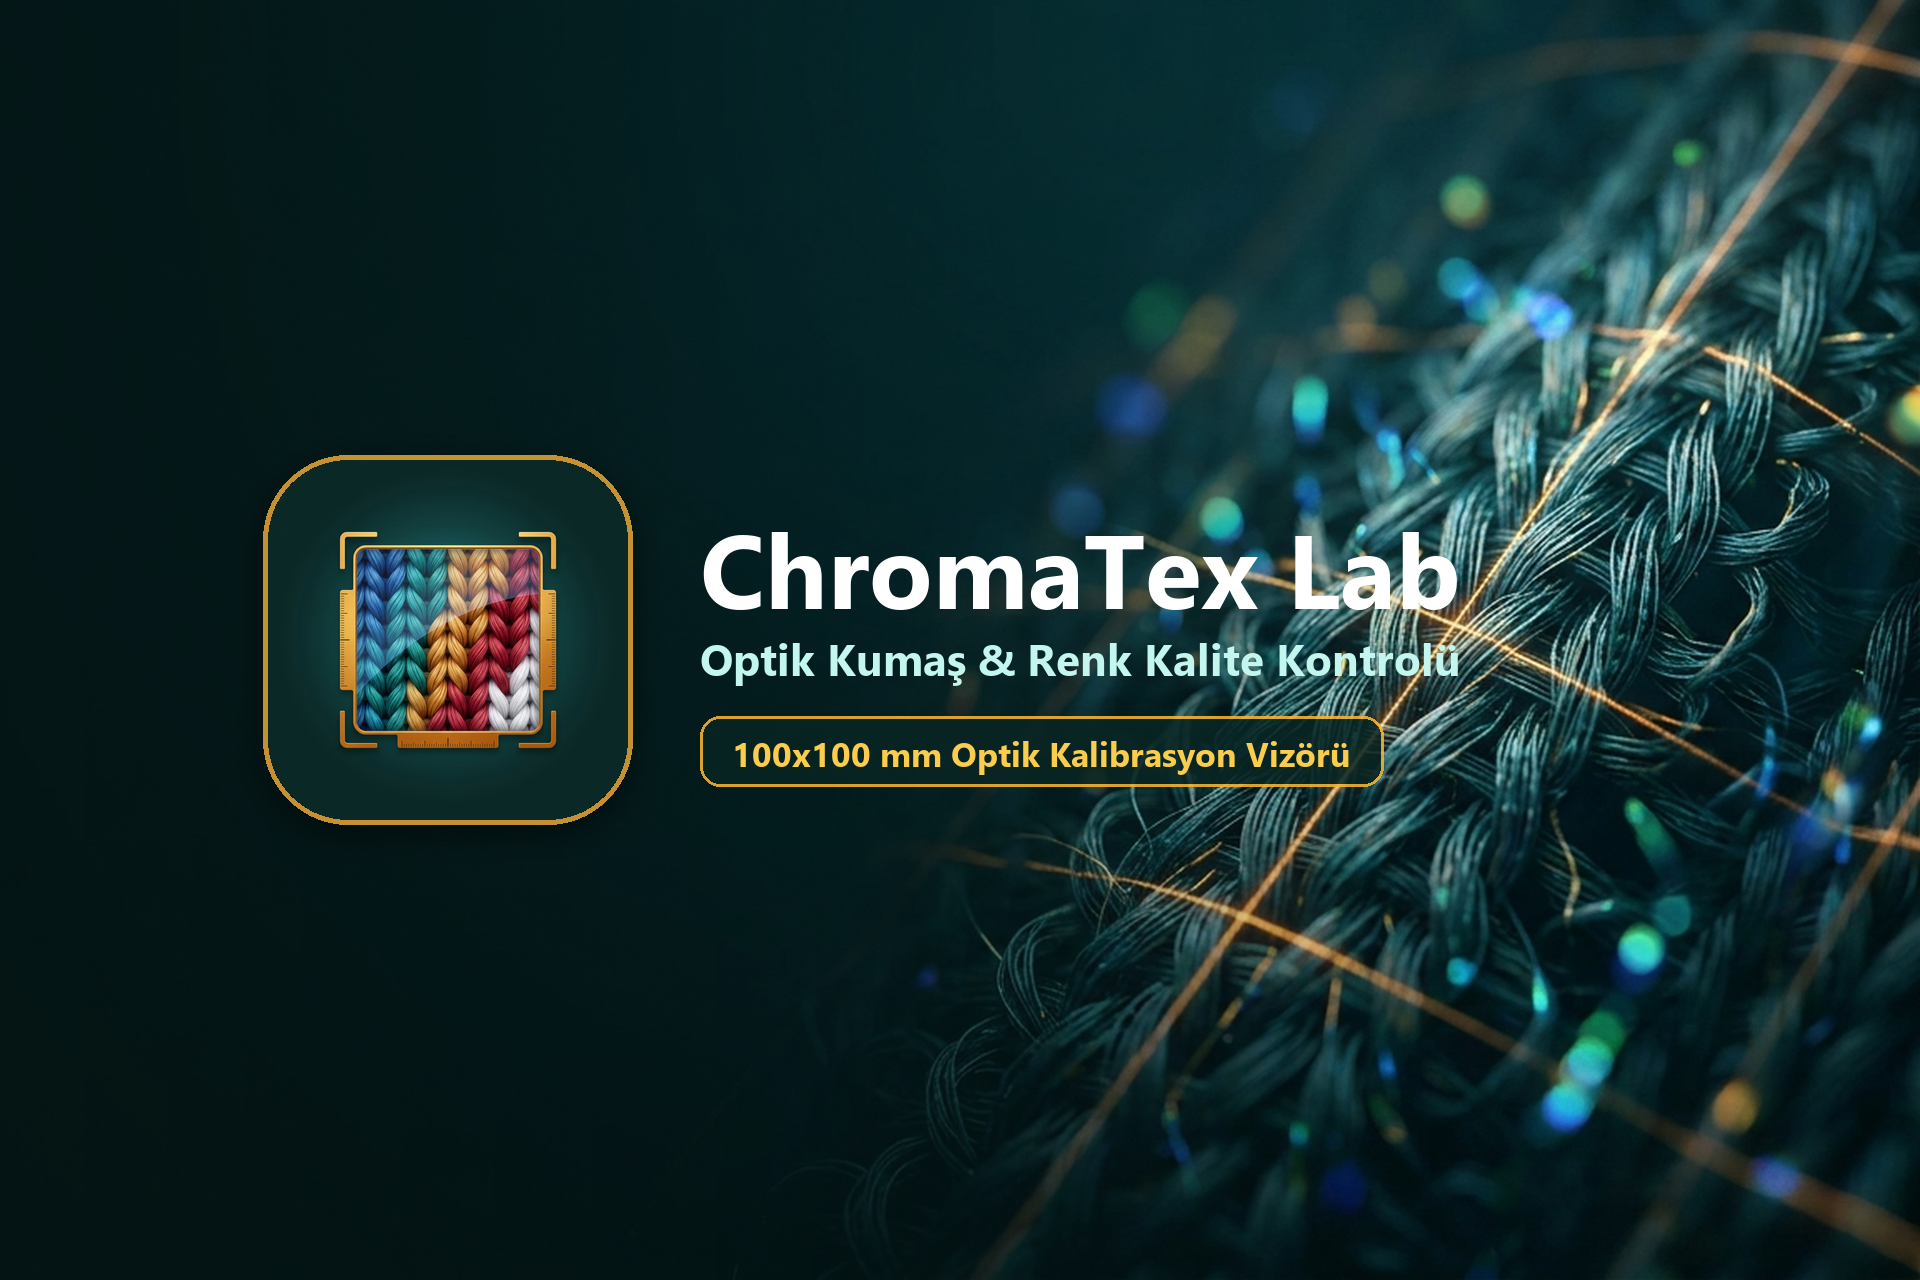 ChromaTex Lab
Optik Kumaş & Renk Kalite Kontrolü
100x100 mm Optik Kalibrasyon Vizörü